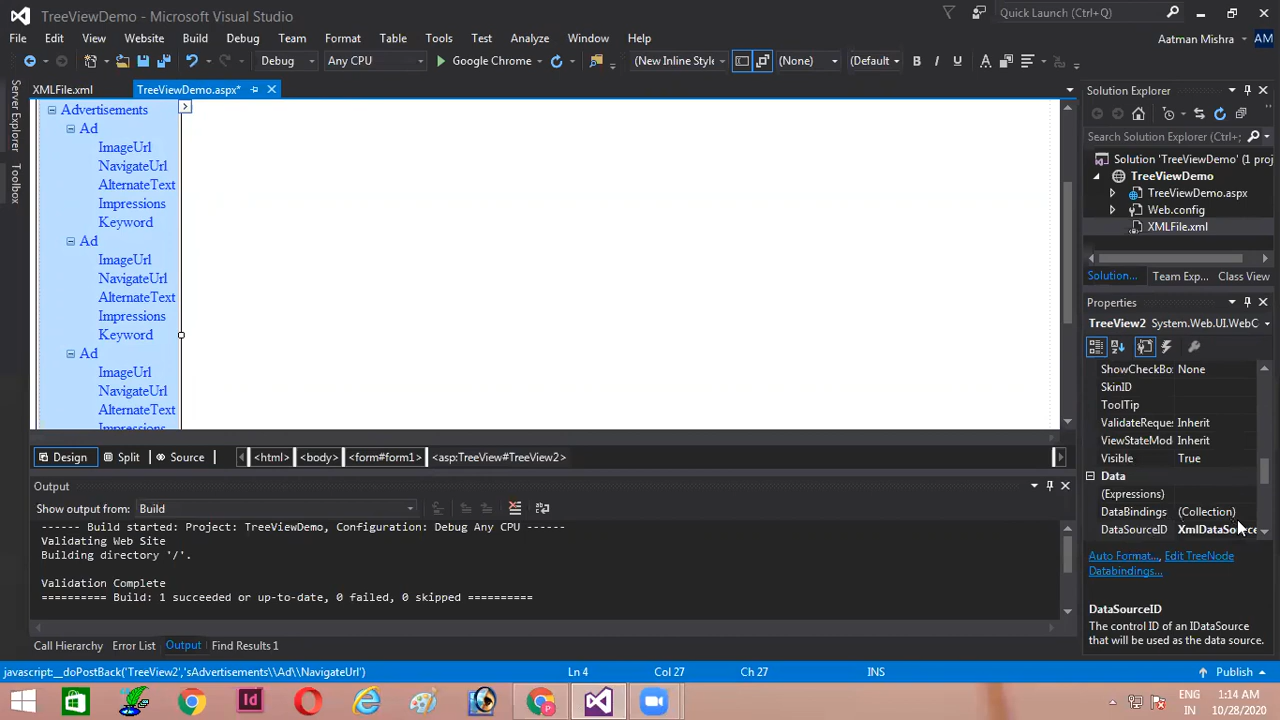 TreeViewDemo - Microsoft Visual Studio
Quick Launch (Ctrl+Q)
File Edit View Website Build Debug Team Format Table Tools Test Analyze Window Help
Aatman Mishra AM
Debug Any CPU Google Chrome (New Inline Style (None) (Default B I U A
XMLFile.xml TreeViewDemo.aspx*
Server Explorer
Toolbox
Advertisements
Ad
ImageUrl
NavigateUrl
AlternateText
Impressions
Keyword
Ad
ImageUrl
NavigateUrl
AlternateText
Impressions
Keyword
Ad
ImageUrl
NavigateUrl
AlternateText
Impressions
Design Split Source <html> <body> <form#form1> <asp:TreeView#TreeView2>
Output
Show output from: Build
------ Build started: Project: TreeViewDemo, Configuration: Debug Any CPU ------
Validating Web Site
Building directory '/'.
Validation Complete
========== Build: 1 succeeded or up-to-date, 0 failed, 0 skipped ==========
Call Hierarchy Error List Output Find Results 1
Solution Explorer
Search Solution Explorer (Ctrl+;)
Solution 'TreeViewDemo' (1 proj
TreeViewDemo
TreeViewDemo.aspx
Web.config
XMLFile.xml
Solution... Team Exp... Class View
Properties
TreeView2 System.Web.UI.WebC
ShowCheckBo: None
SkinID
ToolTip
ValidateReque: Inherit
ViewStateMod: Inherit
Visible True
Data
(Expressions)
DataBindings (Collection)
DataSourceID XmlDataSource
Auto Format..., Edit TreeNode
Databindings...
DataSourceID
The control ID of an IDataSource
that will be used as the data source.
javascript:__doPostBack('TreeView2','sAdvertisements\\Ad\\NavigateUrl') Ln 4 Col 27 Ch 27 INS Publish
ENG 1:14 AM
IN 10/28/2020